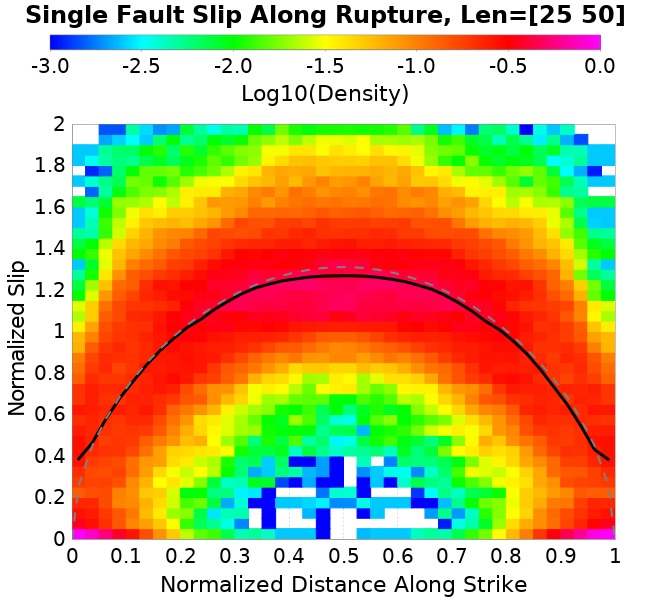 Single Fault Slip Along Rupture, Len=[25 50]
-3.0 -2.5 -2.0 -1.5 -1.0 -0.5 0.0
Log10(Density)
2
1.8
1.6
1.4
1.2
1
0.8
0.6
0.4
0.2
0
Normalized Slip
0 0.1 0.2 0.3 0.4 0.5 0.6 0.7 0.8 0.9 1
Normalized Distance Along Strike